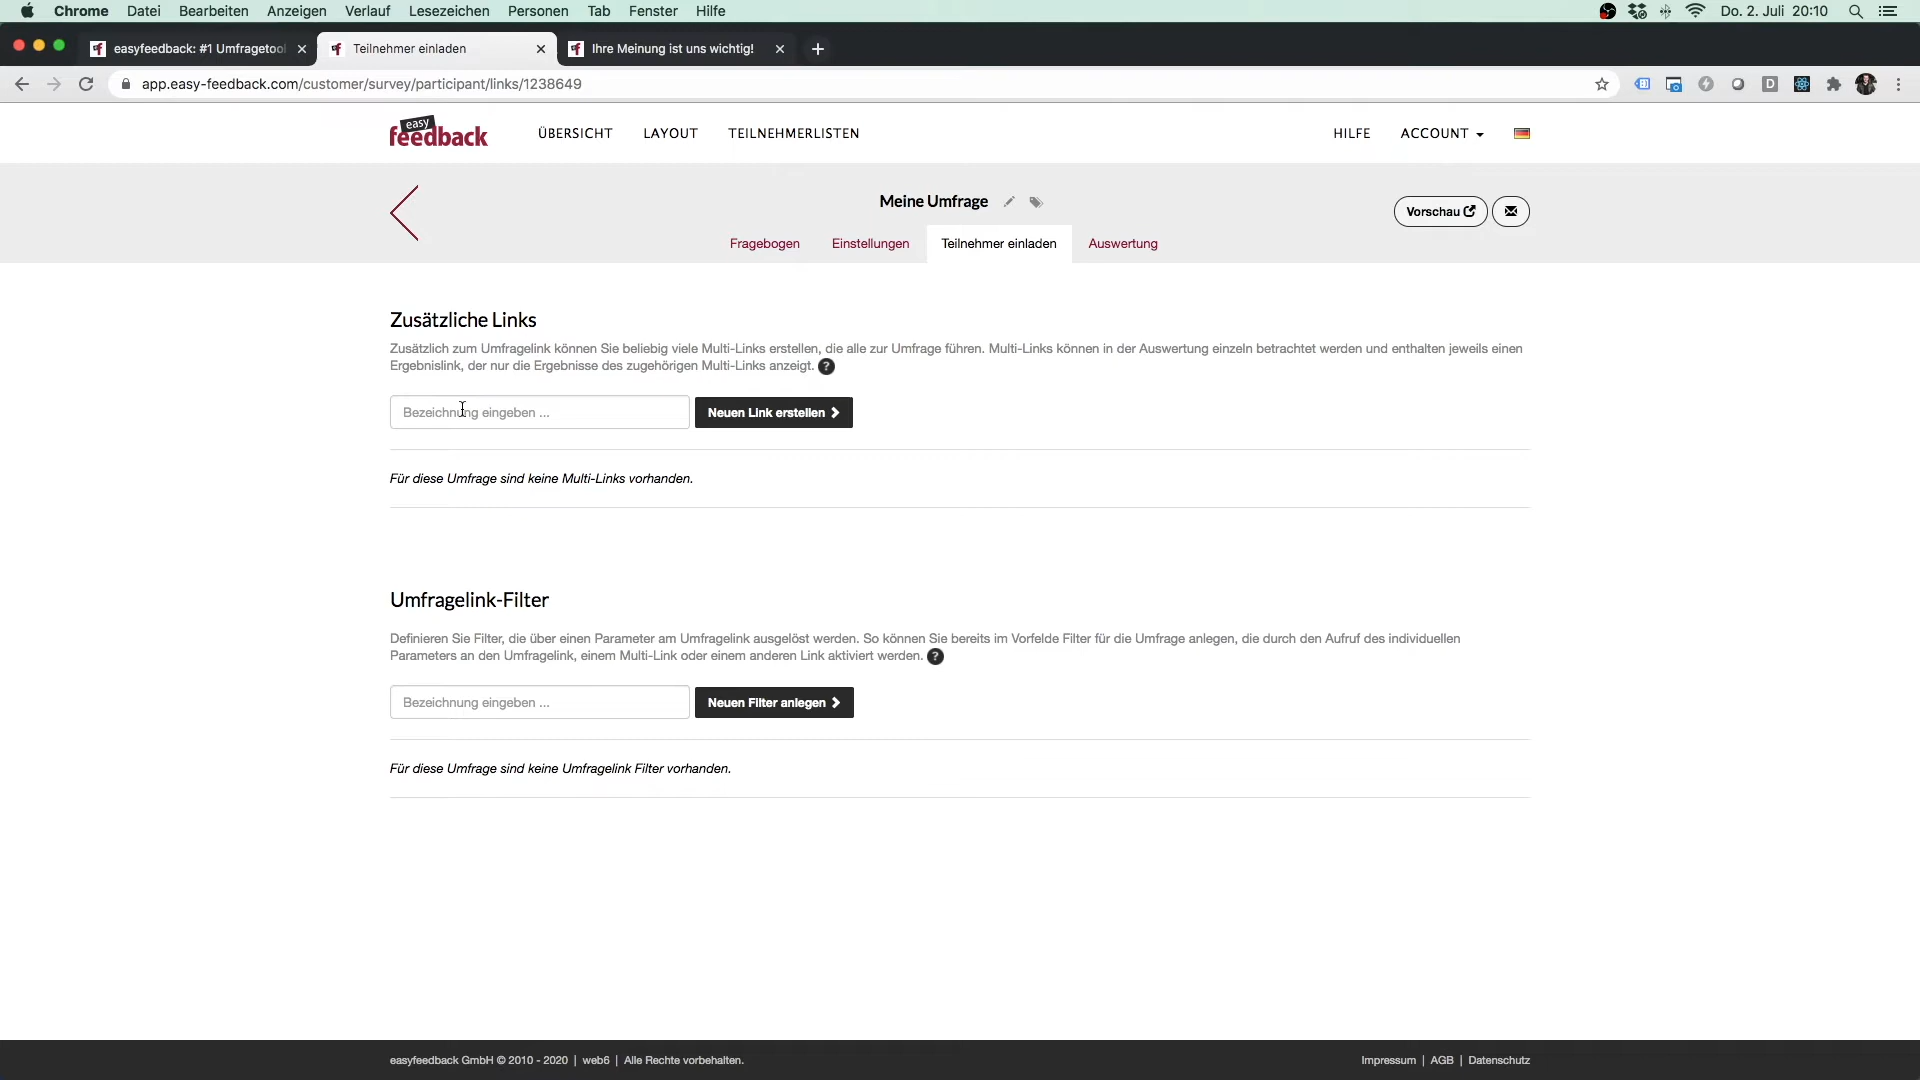 Chrome Datei Bearbeiten Anzeigen Verlauf Lesezeichen Personen Tab Fenster Hilfe Do. 2. Juli 20:10
easyfeedback: #1 Umfragetool Teilnehmer einladen Ihre Meinung ist uns wichtig!
app.easy-feedback.com/customer/survey/participant/links/1238649
easy feedback ÜBERSICHT LAYOUT TEILNEHMERLISTEN HILFE ACCOUNT
Meine Umfrage
Vorschau
Fragebogen Einstellungen Teilnehmer einladen Auswertung
Zusätzliche Links
Zusätzlich zum Umfragelink können Sie beliebig viele Multi-Links erstellen, die alle zur Umfrage führen. Multi-Links können in der Auswertung einzeln betrachtet werden und enthalten jeweils einen
Ergebnislink, der nur die Ergebnisse des zugehörigen Multi-Links anzeigt. ?
Bezeichnung eingeben ... Neuen Link erstellen
Für diese Umfrage sind keine Multi-Links vorhanden.
Umfragelink-Filter
Definieren Sie Filter, die über einen Parameter am Umfragelink ausgelöst werden. So können Sie bereits im Vorfelde Filter für die Umfrage anlegen, die durch den Aufruf des individuellen
Parameters an den Umfragelink, einem Multi-Link oder einem anderen Link aktiviert werden. ?
Bezeichnung eingeben ... Neuen Filter anlegen
Für diese Umfrage sind keine Umfragelink Filter vorhanden.
easyfeedback GmbH © 2010 - 2020 | web6 | Alle Rechte vorbehalten. Impressum | AGB | Datenschutz